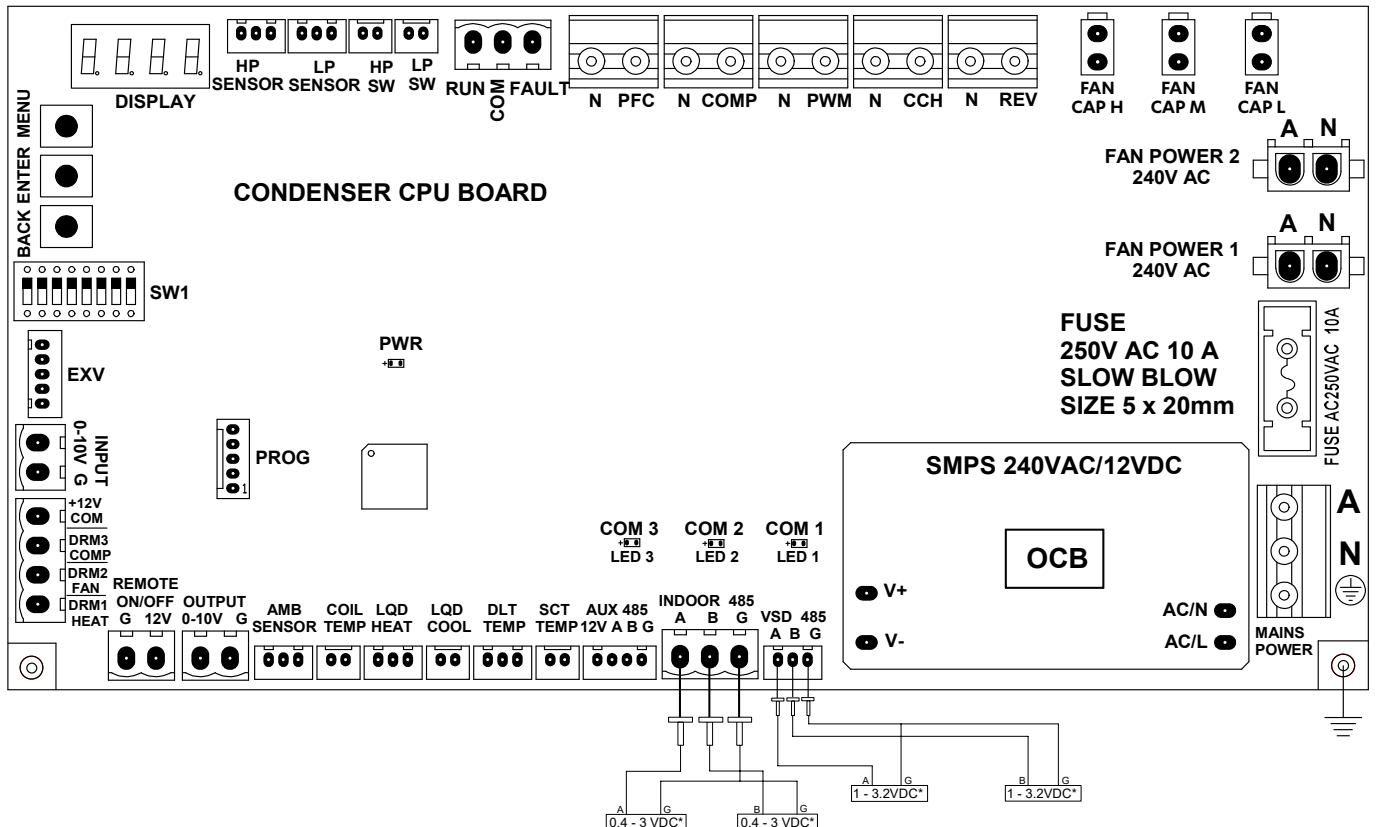 DISPLAY
HP
SENSOR
LP
SENSOR
HP
SW
LP
SW
RUN
COM
FAULT
N PFC
N COMP
N PWM
N CCH
N REV
FAN
CAP H
FAN
CAP M
FAN
CAP L
A N
FAN POWER 2
240V AC
A N
FAN POWER 1
240V AC
BACK ENTER MENU
CONDENSER CPU BOARD
SW1
EXV
PWR
+
PROG
1
INPUT
0-10V G
+12V
COM
DRM3
COMP
DRM2
FAN
DRM1
HEAT
FUSE
250V AC 10 A
SLOW BLOW
SIZE 5 x 20mm
FUSE AC250VAC 10A
SMPS 240VAC/12VDC
OCB
V+
V-
AC/N
AC/L
A
N
MAINS
POWER
COM 3
+
LED 3
COM 2
+
LED 2
COM 1
+
LED 1
REMOTE
ON/OFF
G 12V
OUTPUT
0-10V G
AMB
SENSOR
COIL
TEMP
LQD
HEAT
LQD
COOL
DLT
TEMP
SCT
TEMP
AUX 485
12V A B G
INDOOR 485
A B G
VSD 485
A B G
A G
1 - 3.2VDC*
B G
1 - 3.2VDC*
A G
0.4 - 3 VDC*
B G
0.4 - 3 VDC*